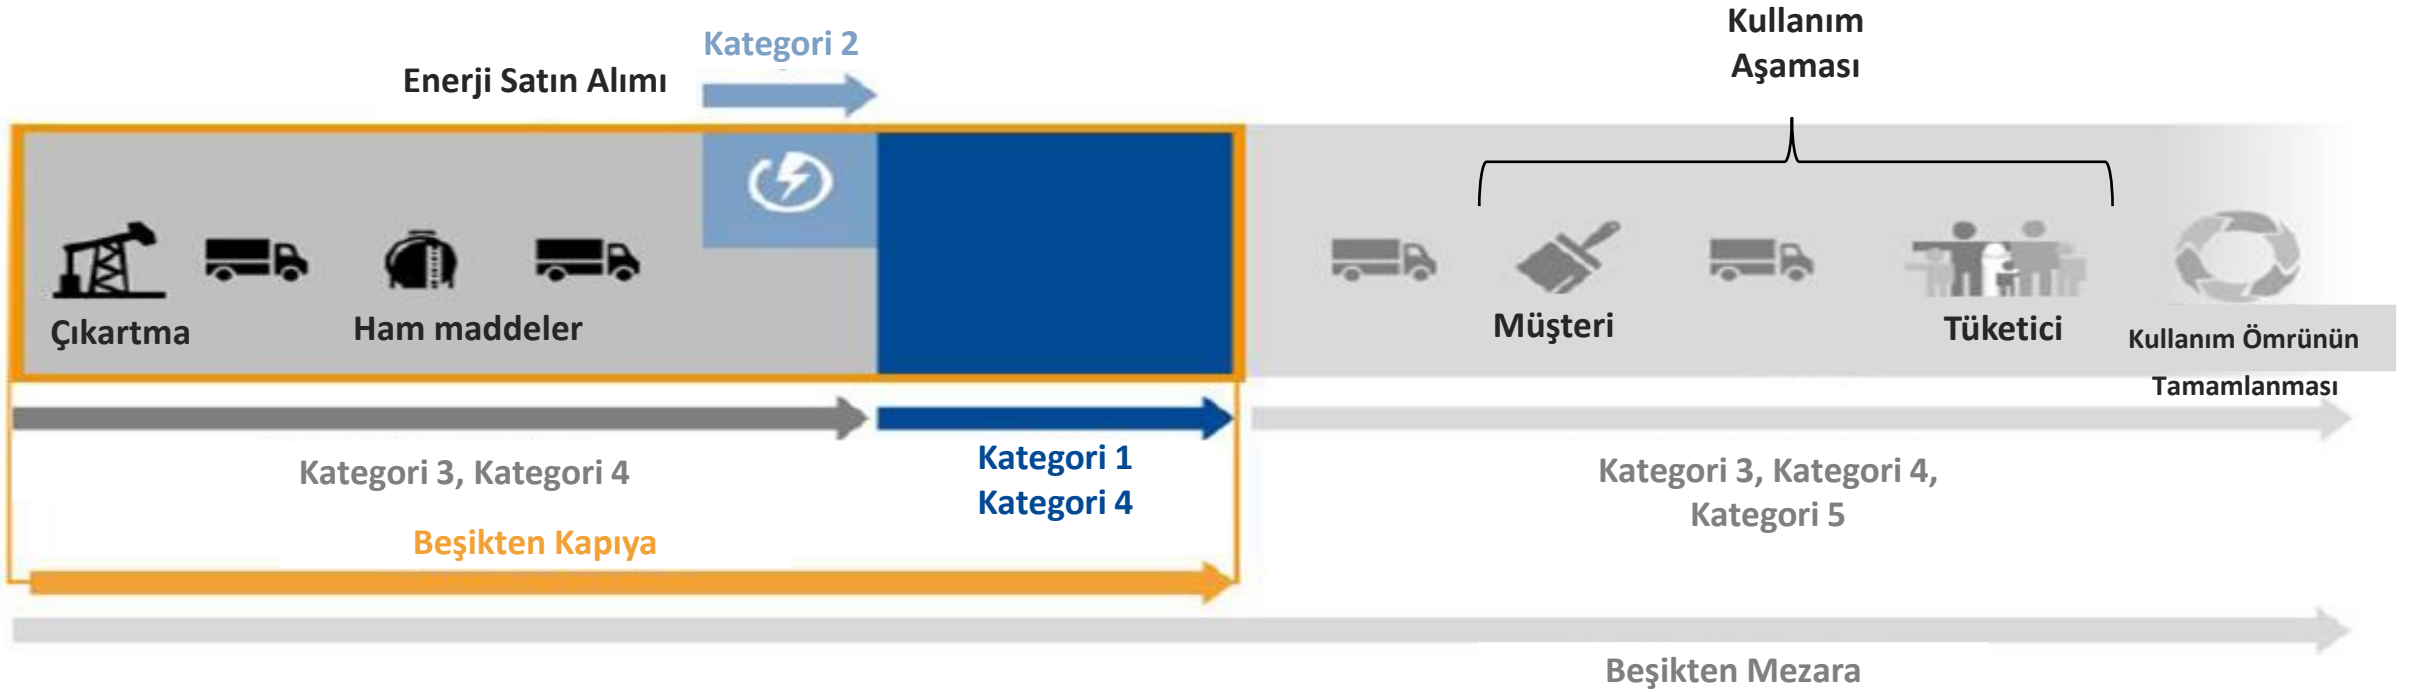 Kullanım
Aşaması
Kategori 2
Enerji Satın Alımı
Çıkartma
Ham maddeler
Müşteri
Tüketici
Kullanım Ömrünün
Tamamlanması
Kategori 3, Kategori 4
Kategori 1
Kategori 4
Kategori 3, Kategori 4,
Kategori 5
Beşikten Kapıya
Beşikten Mezara